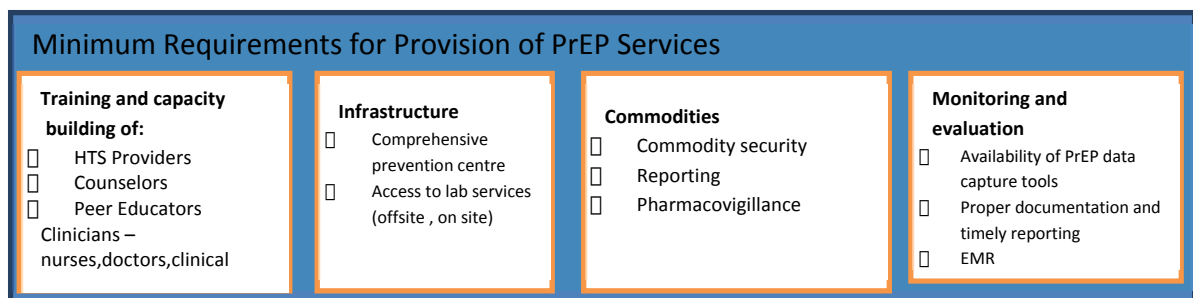 Minimum Requirements for Provision of PrEP Services
Training and capacity
building of:
HTS Providers
Counselors
Peer Educators
Clinicians –
nurses,doctors,clinical
Infrastructure
Comprehensive
prevention centre
Access to lab services
(offsite , on site)
Commodities
Commodity security
Reporting
Pharmacovigillance
Monitoring and
evaluation
Availability of PrEP data
capture tools
Proper documentation and
timely reporting
EMR